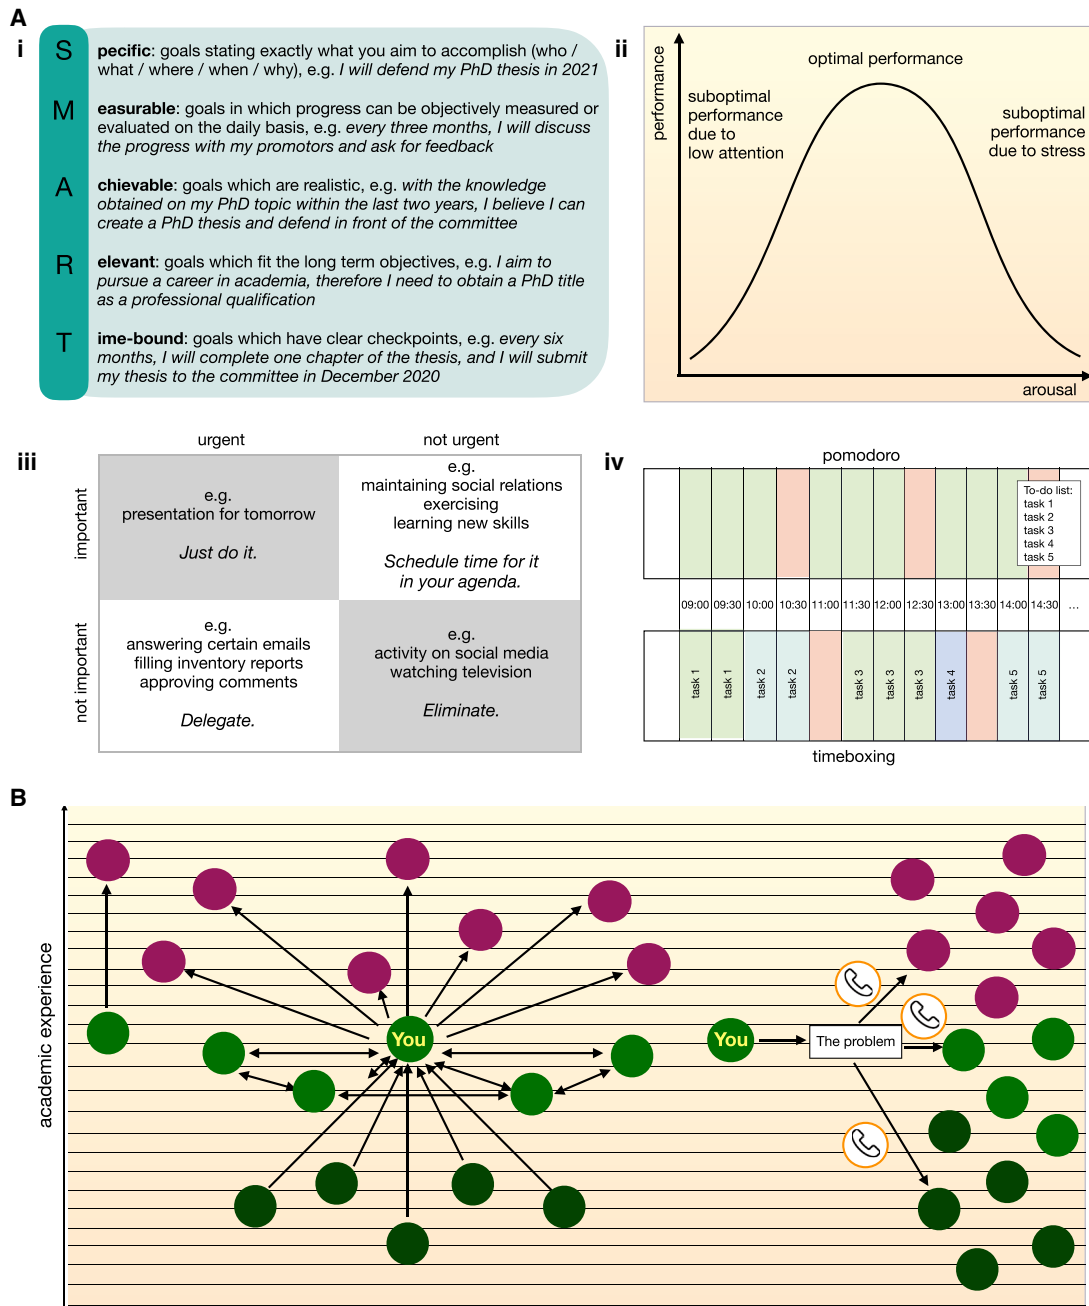 A
i
S pecific: goals stating exactly what you aim to accomplish (who /
what / where / when / why), e.g. I will defend my PhD thesis in 2021
M easurable: goals in which progress can be objectively measured or
evaluated on the daily basis, e.g. every three months, I will discuss
the progress with my promotors and ask for feedback
A chievable: goals which are realistic, e.g. with the knowledge
obtained on my PhD topic within the last two years, I believe I can
create a PhD thesis and defend in front of the committee
R elevant: goals which fit the long term objectives, e.g. I aim to
pursue a career in academia, therefore I need to obtain a PhD title
as a professional qualification
T ime-bound: goals which have clear checkpoints, e.g. every six
months, I will complete one chapter of the thesis, and I will submit
my thesis to the committee in December 2020
ii
performance
optimal performance
suboptimal
performance
due to
low attention
suboptimal
performance
due to stress
arousal
iii
urgent
not urgent
important
e.g.
presentation for tomorrow
Just do it.
e.g.
maintaining social relations
exercising
learning new skills
Schedule time for it
in your agenda.
not important
e.g.
answering certain emails
filling inventory reports
approving comments
Delegate.
e.g.
activity on social media
watching television
Eliminate.
iv
pomodoro
To-do list:
task 1
task 2
task 3
task 4
task 5
09:00 09:30 10:00 10:30 11:00 11:30 12:00 12:30 13:00 13:30 14:00 14:30 ...
task 1 task 1 task 2 task 2 task 3 task 3 task 3 task 4 task 5 task 5
timeboxing
B
academic experience
You
You
The problem